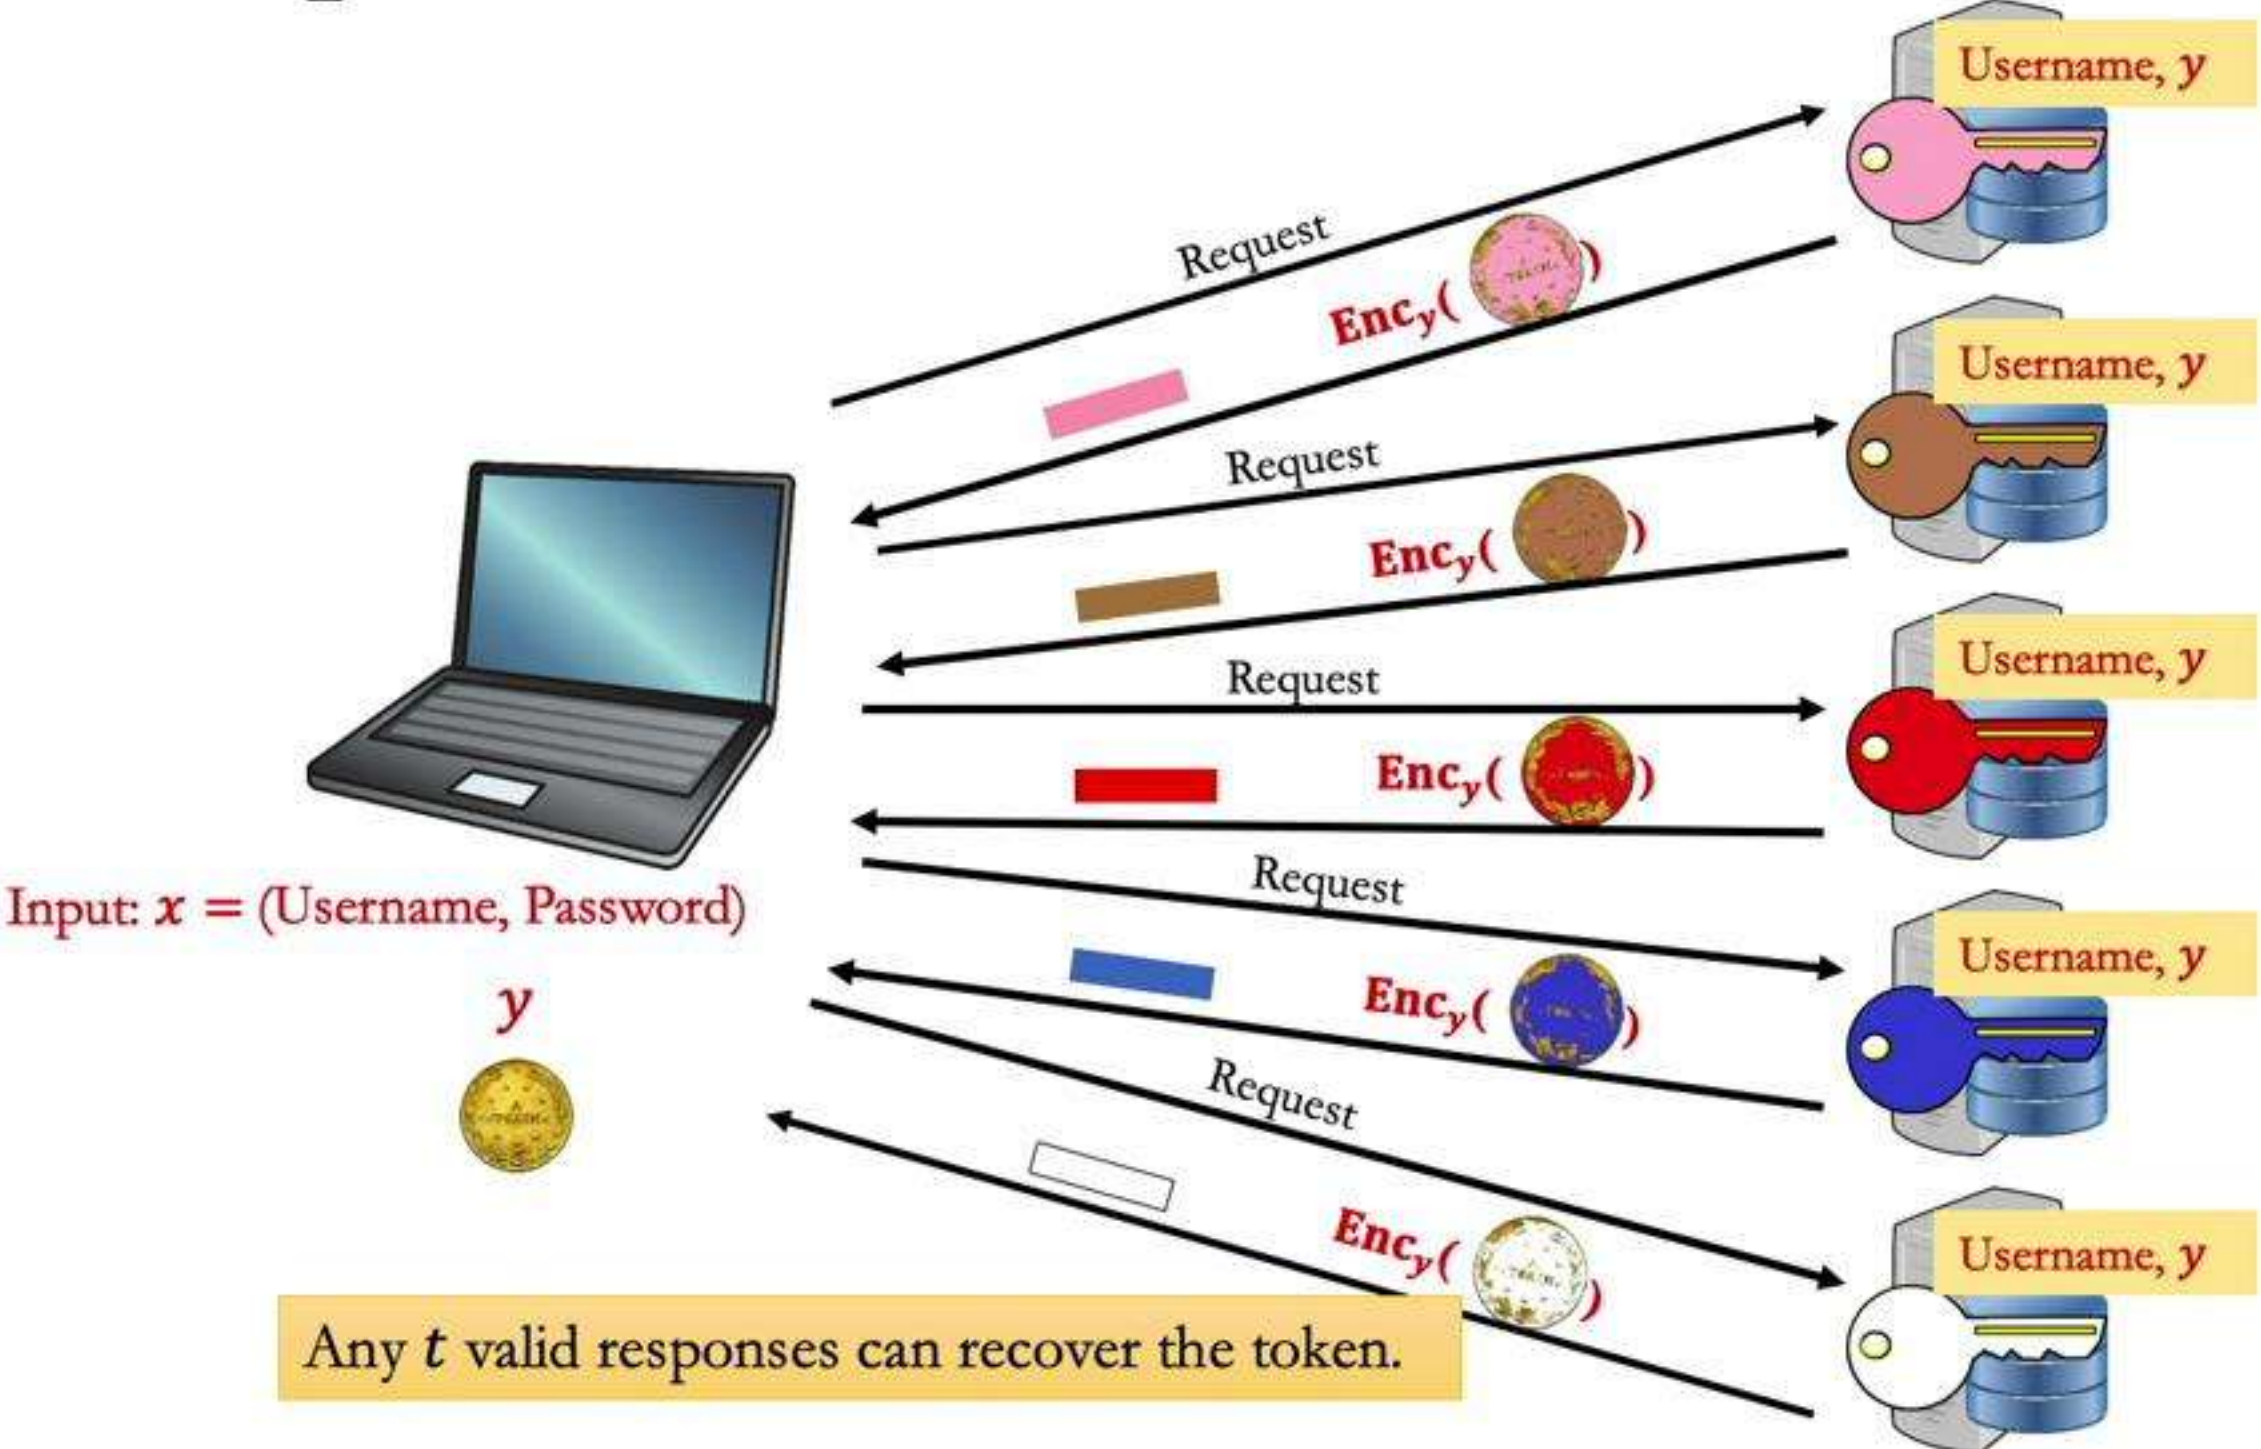 Username, y
Request
Enc_y( )
Username, y
Request
Enc_y( )
Username, y
Request
Enc_y( )
Input: x = (Username, Password)
Request
Username, y
y
Enc_y( )
Request
Username, y
Enc_y( )
Any t valid responses can recover the token.